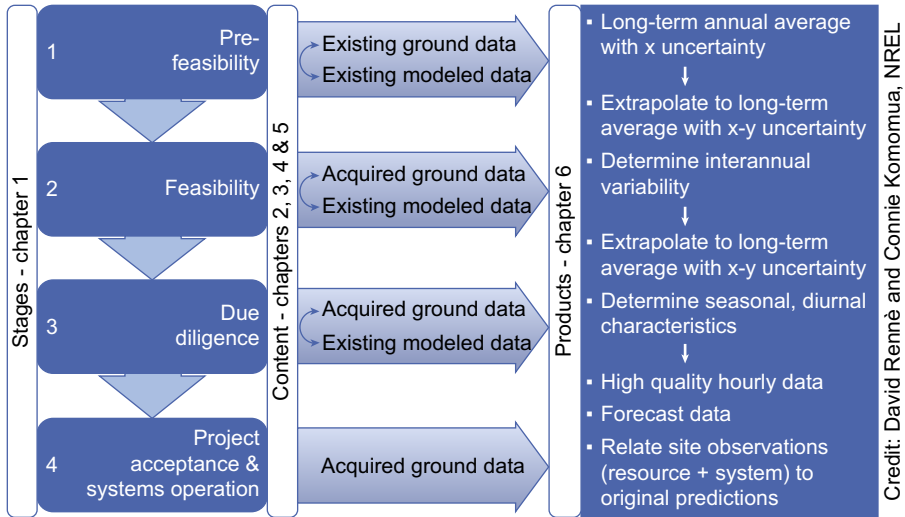 Stages - chapter 1
1
Pre-
feasibility
2
Feasibility
3
Due
diligence
4
Project
acceptance &
systems operation
Content - chapters 2, 3, 4 & 5
Existing ground data
Existing modeled data
Acquired ground data
Existing modeled data
Acquired ground data
Existing modeled data
Acquired ground data
Products - chapter 6
▪ Long-term annual average
with x uncertainty
▪ Extrapolate to long-term
average with x-y uncertainty
▪ Determine interannual
variability
▪ Extrapolate to long-term
average with x-y uncertainty
▪ Determine seasonal, diurnal
characteristics
▪ High quality hourly data
▪ Forecast data
▪ Relate site observations
(resource + system) to
original predictions
Credit: David Rennè and Connie Komomua, NREL